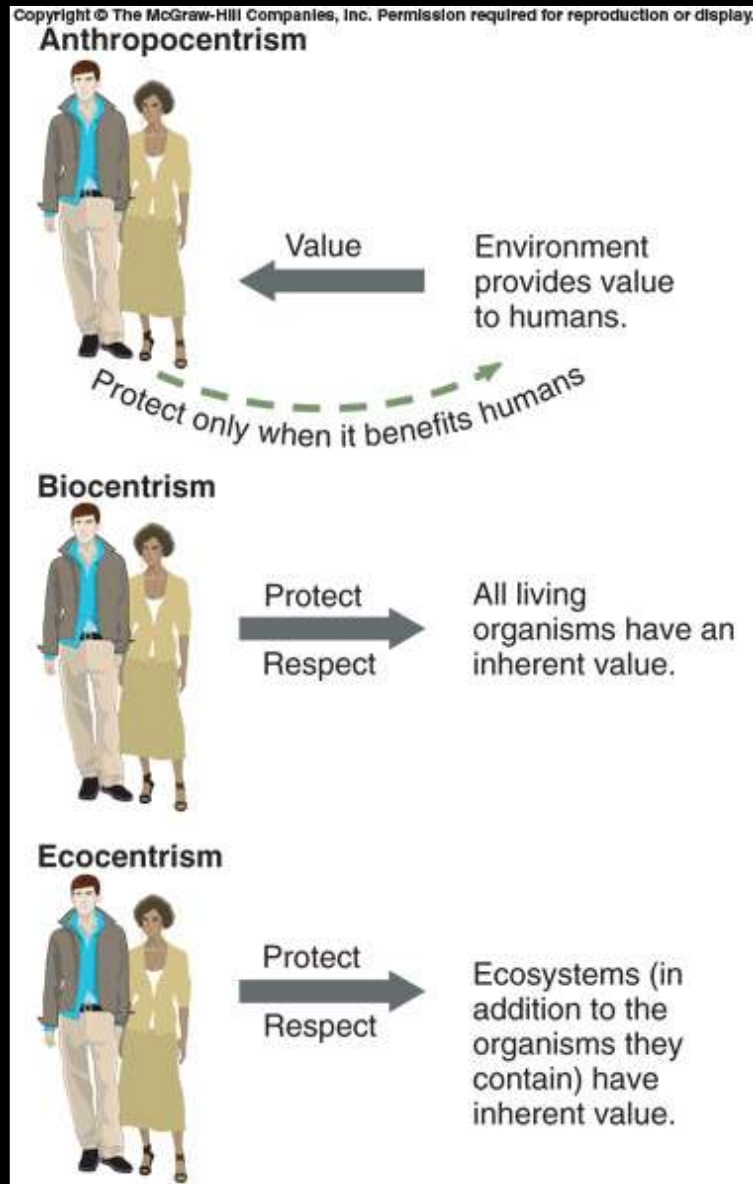 Copyright © The McGraw-Hill Companies, Inc. Permission required for reproduction or display.
Anthropocentrism
Value
Environment
provides value
to humans.
Protect only when it benefits humans
Biocentrism
Protect
Respect
All living
organisms have an
inherent value.
Ecocentrism
Protect
Respect
Ecosystems (in
addition to the
organisms they
contain) have
inherent value.